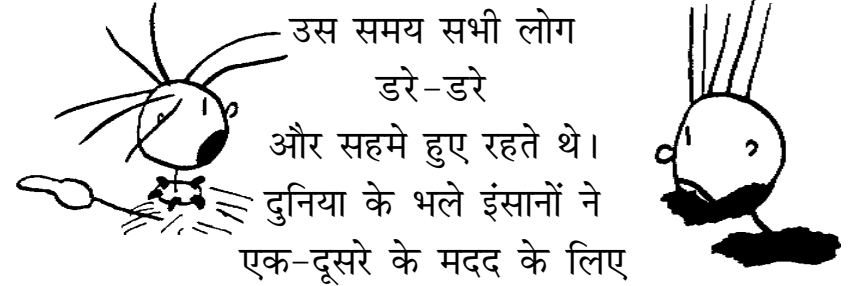 उस समय सभी लोग
डरे-डरे
और सहमे हुए रहते थे।
दुनिया के भले इंसानों ने
एक-दूसरे के मदद के लिए